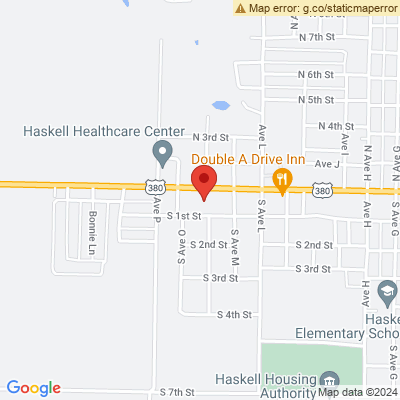 Map error: g.co/staticmaperror
N 6th St
N 5th St
N 4th St
N 3rd St
Ave L
Ave I
N Ave H
N Ave G
Haskell Healthcare Center
Double A Drive Inn
Ave J
380
380
Bonnie Ln
Ave P
S 1st St
S Ave O
S Ave M
S Ave L
Ave H
S Ave G
S 2nd St
S 2nd St
S 3rd St
S 3rd St
S 4th St
Ave H
Haskell
Elementary School
S Ave G
Haskell Housing
Authority
S 7th St
S 7th St
Google
Map data ©2024